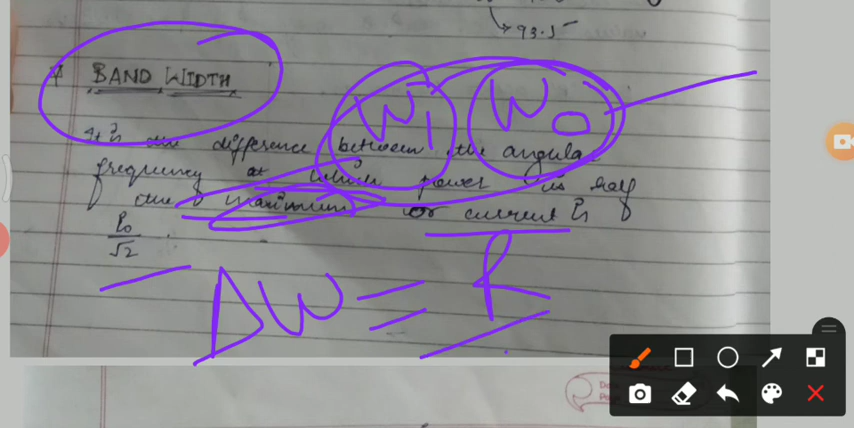 93.5
BAND WIDTH
W1 W0
It is the difference between the angular
frequency at which power is half
the maximum or current is
I0/√2
ΔW = R